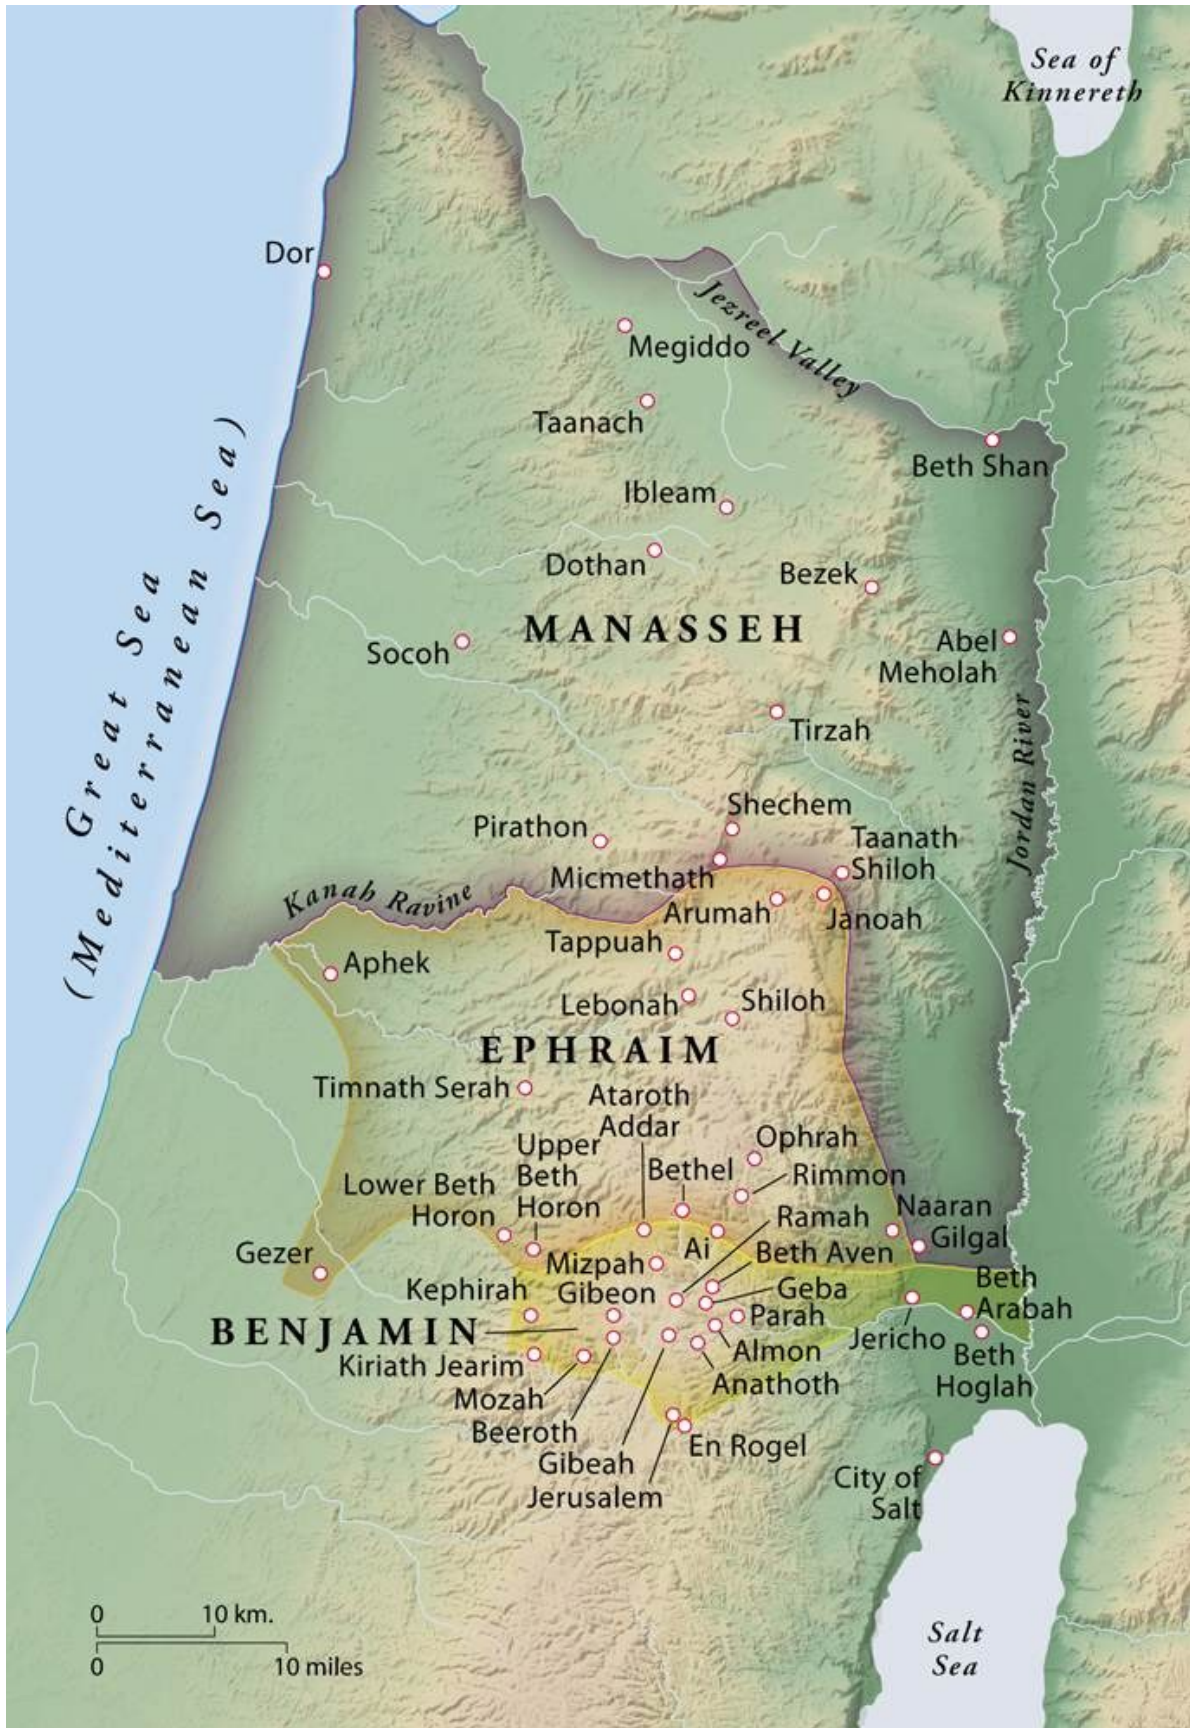 Sea of
Kinnereth
Dor
Jezreel Valley
Megiddo
Taanach
Beth Shan
Ibleam
Dothan
Bezek
MANASSEH
Great Sea
(Mediterranean Sea)
Socoh
Abel
Meholah
Jordan River
Tirzah
Shechem
Pirathon
Taanath
Shiloh
Micmethath
Kanah Ravine
Arumah
Janoah
Tappuah
Aphek
Lebonah
Shiloh
EPHRAIM
Timnath Serah
Ataroth
Addar
Upper
Beth
Horon
Ophrah
Bethel
Rimmon
Lower Beth
Horon
Naaran
Ramah
Gilgal
Ai
Beth Aven
Gezer
Mizpah
Beth
Arabah
Kephirah
Gibeon
Geba
Parah
BENJAMIN
Jericho
Almon
Kiriath Jearim
Beth
Hoglah
Anathoth
Mozah
Beeroth
En Rogel
Gibeah
Jerusalem
City of
Salt
0 10 km.
0 10 miles
Salt
Sea